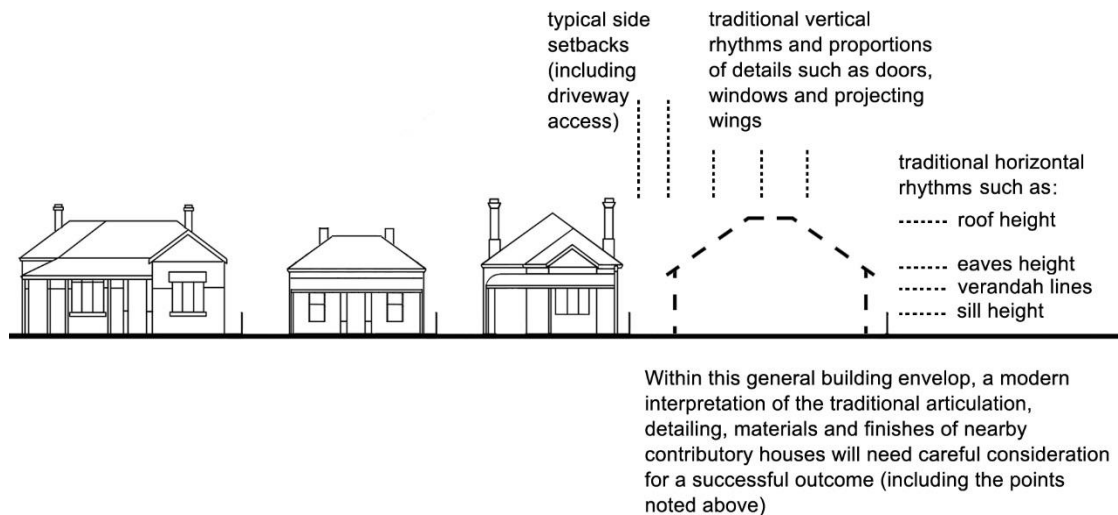 typical side
setbacks
(including
driveway
access)
traditional vertical
rhythms and proportions
of details such as doors,
windows and projecting
wings
traditional horizontal
rhythms such as:
roof height
eaves height
verandah lines
sill height
Within this general building envelop, a modern
interpretation of the traditional articulation,
detailing, materials and finishes of nearby
contributory houses will need careful consideration
for a successful outcome (including the points
noted above)